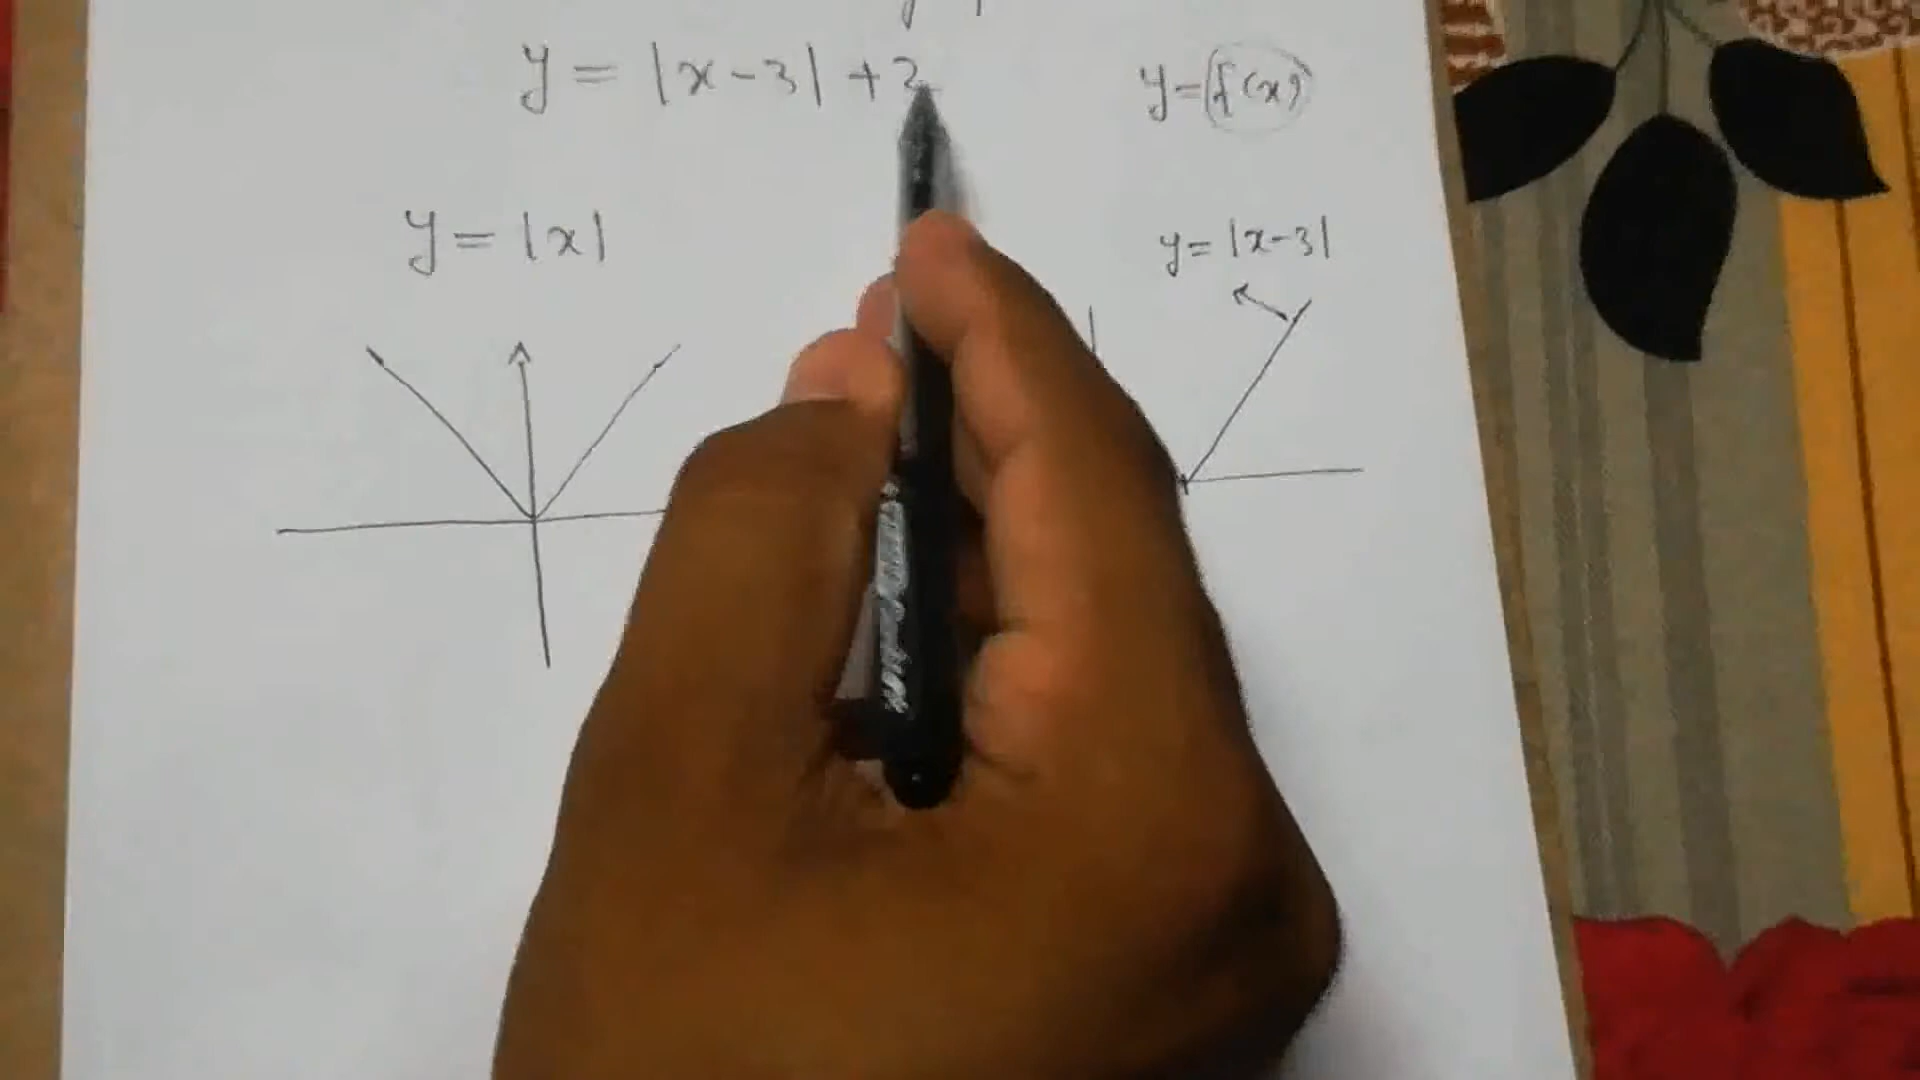 y = |x-3| +2
y=f(x)
y = |x|
y= |x-3|